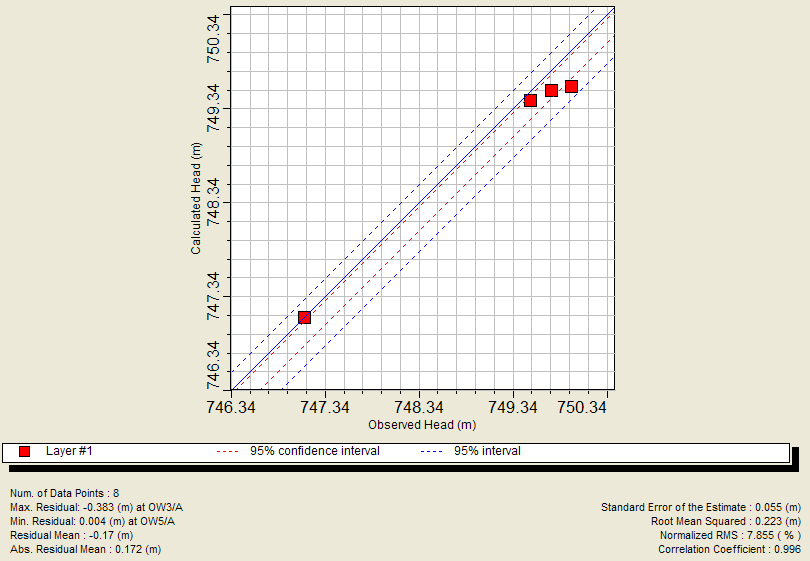 750.34
749.34
748.34
747.34
746.34
Calculated Head (m)
746.34 747.34 748.34 749.34 750.34
Observed Head (m)
Layer #1 95% confidence interval 95% interval
Num. of Data Points : 8
Max. Residual: -0.383 (m) at OW3/A
Min. Residual: 0.004 (m) at OW5/A
Residual Mean : -0.17 (m)
Abs. Residual Mean : 0.172 (m)
Standard Error of the Estimate : 0.055 (m)
Root Mean Squared : 0.223 (m)
Normalized RMS : 7.855 ( % )
Correlation Coefficient : 0.996